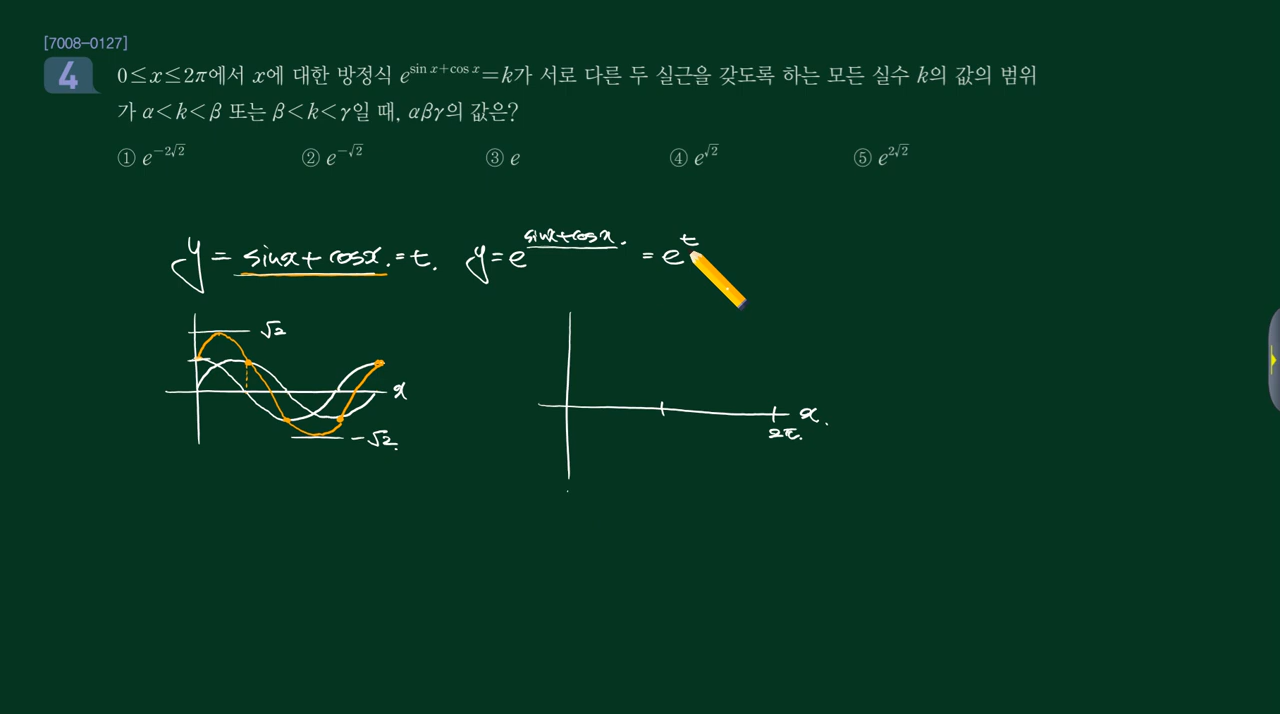 [7008-0127]
4 0≤x≤2π에서 x에 대한 방정식 e^{sin x+cos x}=k가 서로 다른 두 실근을 갖도록 하는 모든 실수 k의 값의 범위
가 α<k<β 또는 β<k<γ일 때, αβγ의 값은?
① e^{-2√2} ② e^{-√2} ③ e ④ e^{√2} ⑤ e^{2√2}
y = sinx + cosx. = t. y = e^{sinx+cosx}. = e^t
√2
x
-√2.
x.
2π.